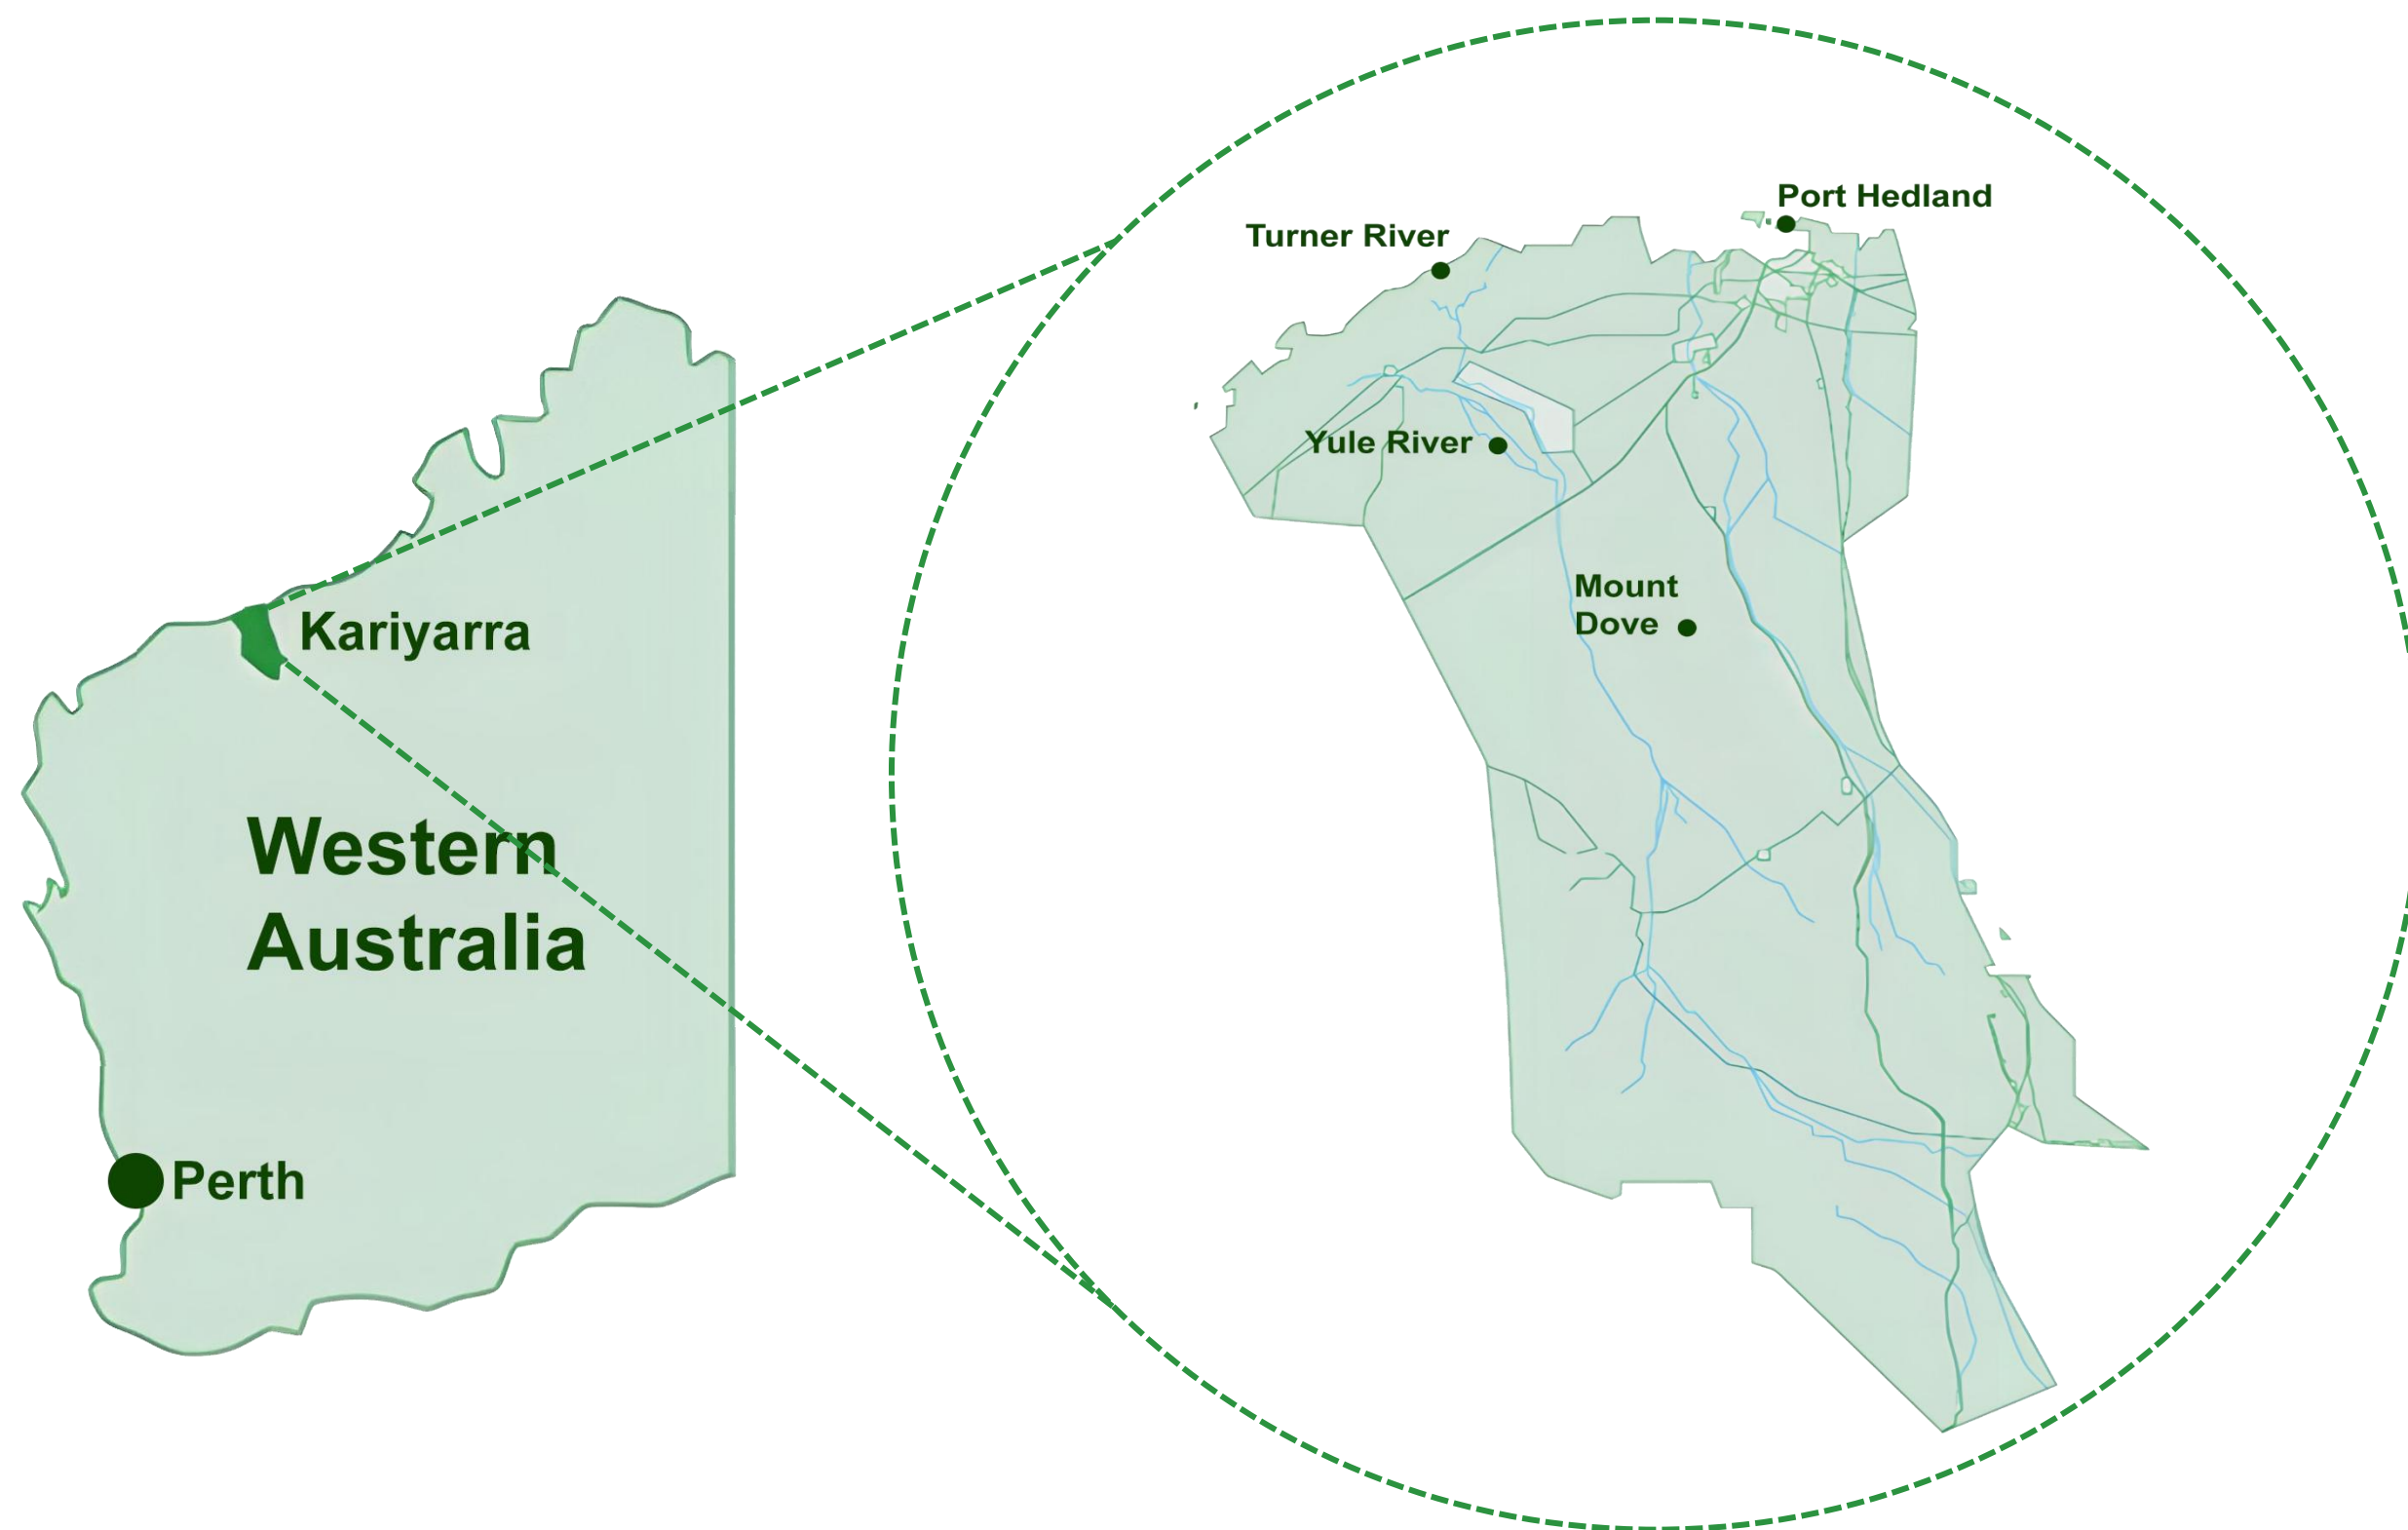 Port Hedland
Turner River
Yule River
Mount
Dove
Kariyarra
Western
Australia
Perth